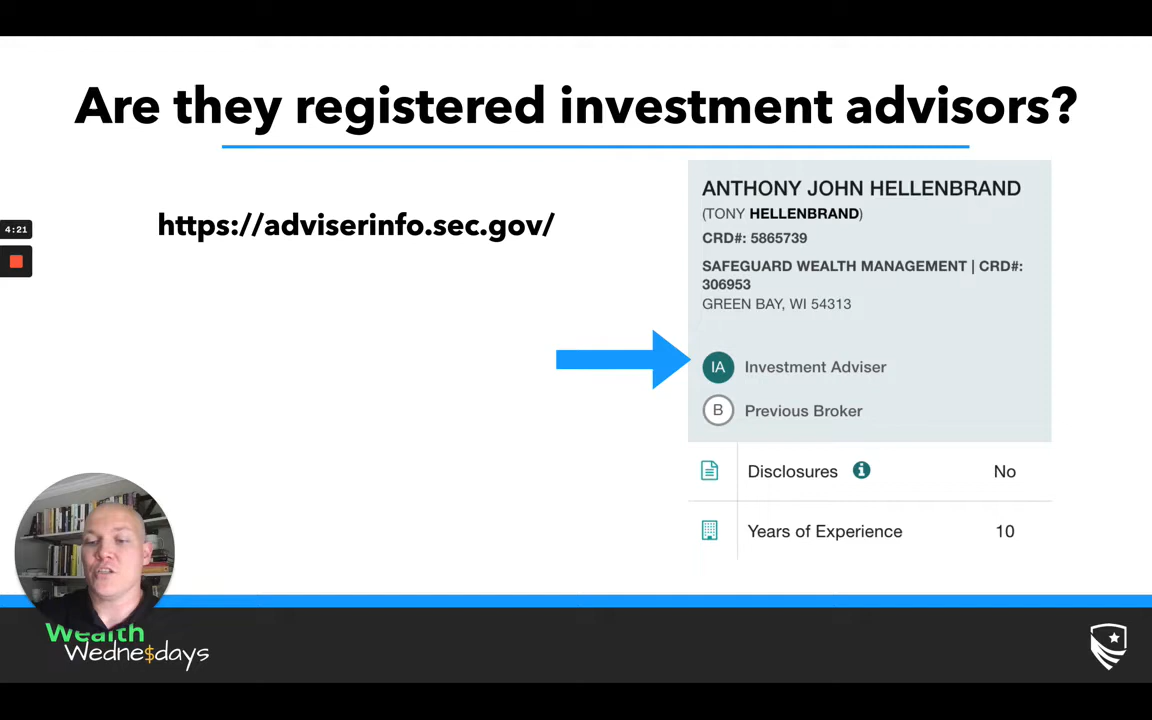 Are they registered investment advisors?
https://adviserinfo.sec.gov/
4:21
ANTHONY JOHN HELLENBRAND
(TONY HELLENBRAND)
CRD#: 5865739
SAFEGUARD WEALTH MANAGEMENT | CRD#:
306953
GREEN BAY, WI 54313
IA Investment Adviser
B Previous Broker
Disclosures i No
Years of Experience 10
Wealth
Wedne$days